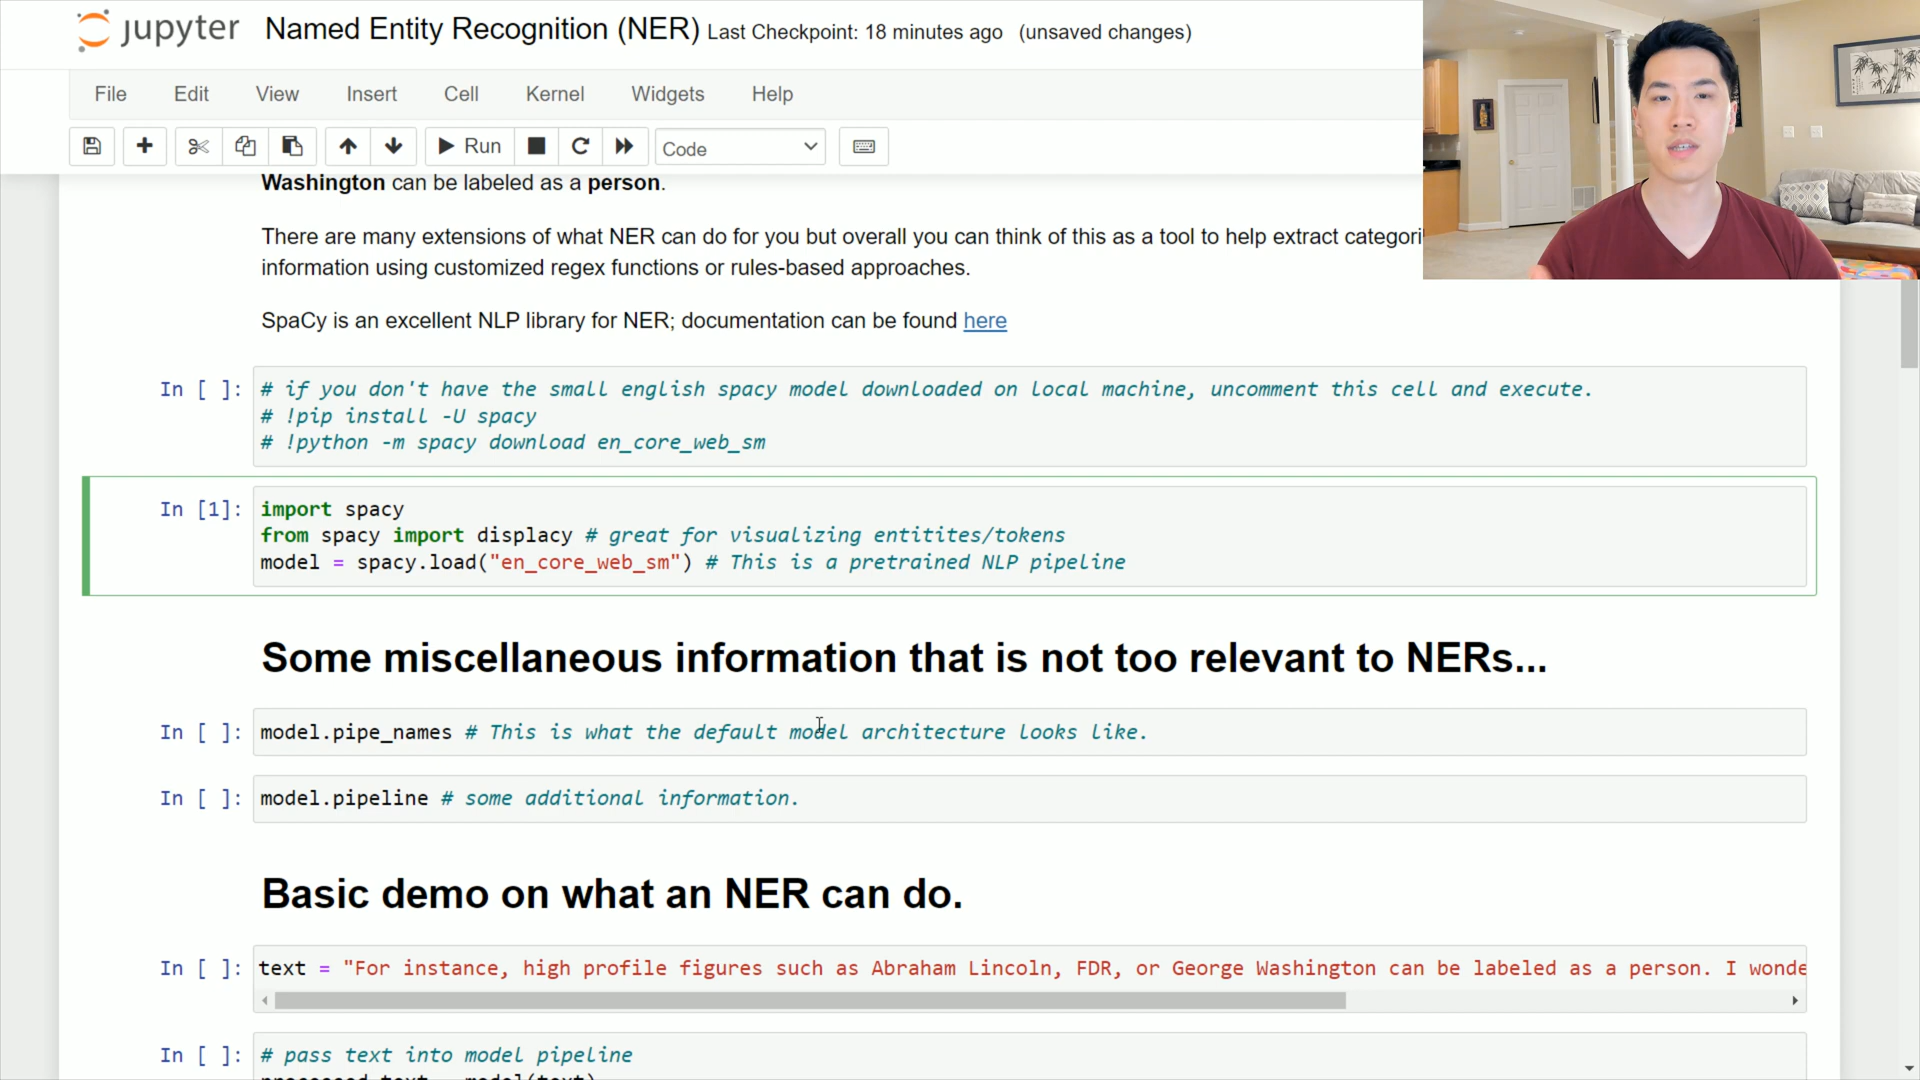 jupyter Named Entity Recognition (NER) Last Checkpoint: 18 minutes ago (unsaved changes)
File Edit View Insert Cell Kernel Widgets Help
Run Code
Washington can be labeled as a person.
There are many extensions of what NER can do for you but overall you can think of this as a tool to help extract
information using customized regex functions or rules-based approaches.
SpaCy is an excellent NLP library for NER; documentation can be found here
In [ ]: # if you don't have the small english spacy model downloaded on local machine, uncomment this cell and execute.
# !pip install -U spacy
# !python -m spacy download en_core_web_sm
In [1]: import spacy
from spacy import displacy # great for visualizing entitites/tokens
model = spacy.load("en_core_web_sm") # This is a pretrained NLP pipeline
Some miscellaneous information that is not too relevant to NERs...
In [ ]: model.pipe_names # This is what the default model architecture looks like.
In [ ]: model.pipeline # some additional information.
Basic demo on what an NER can do.
In [ ]: text = "For instance, high profile figures such as Abraham Lincoln, FDR, or George Washington can be labeled as a person. I wonde
In [ ]: # pass text into model pipeline
processed_text = model(text)